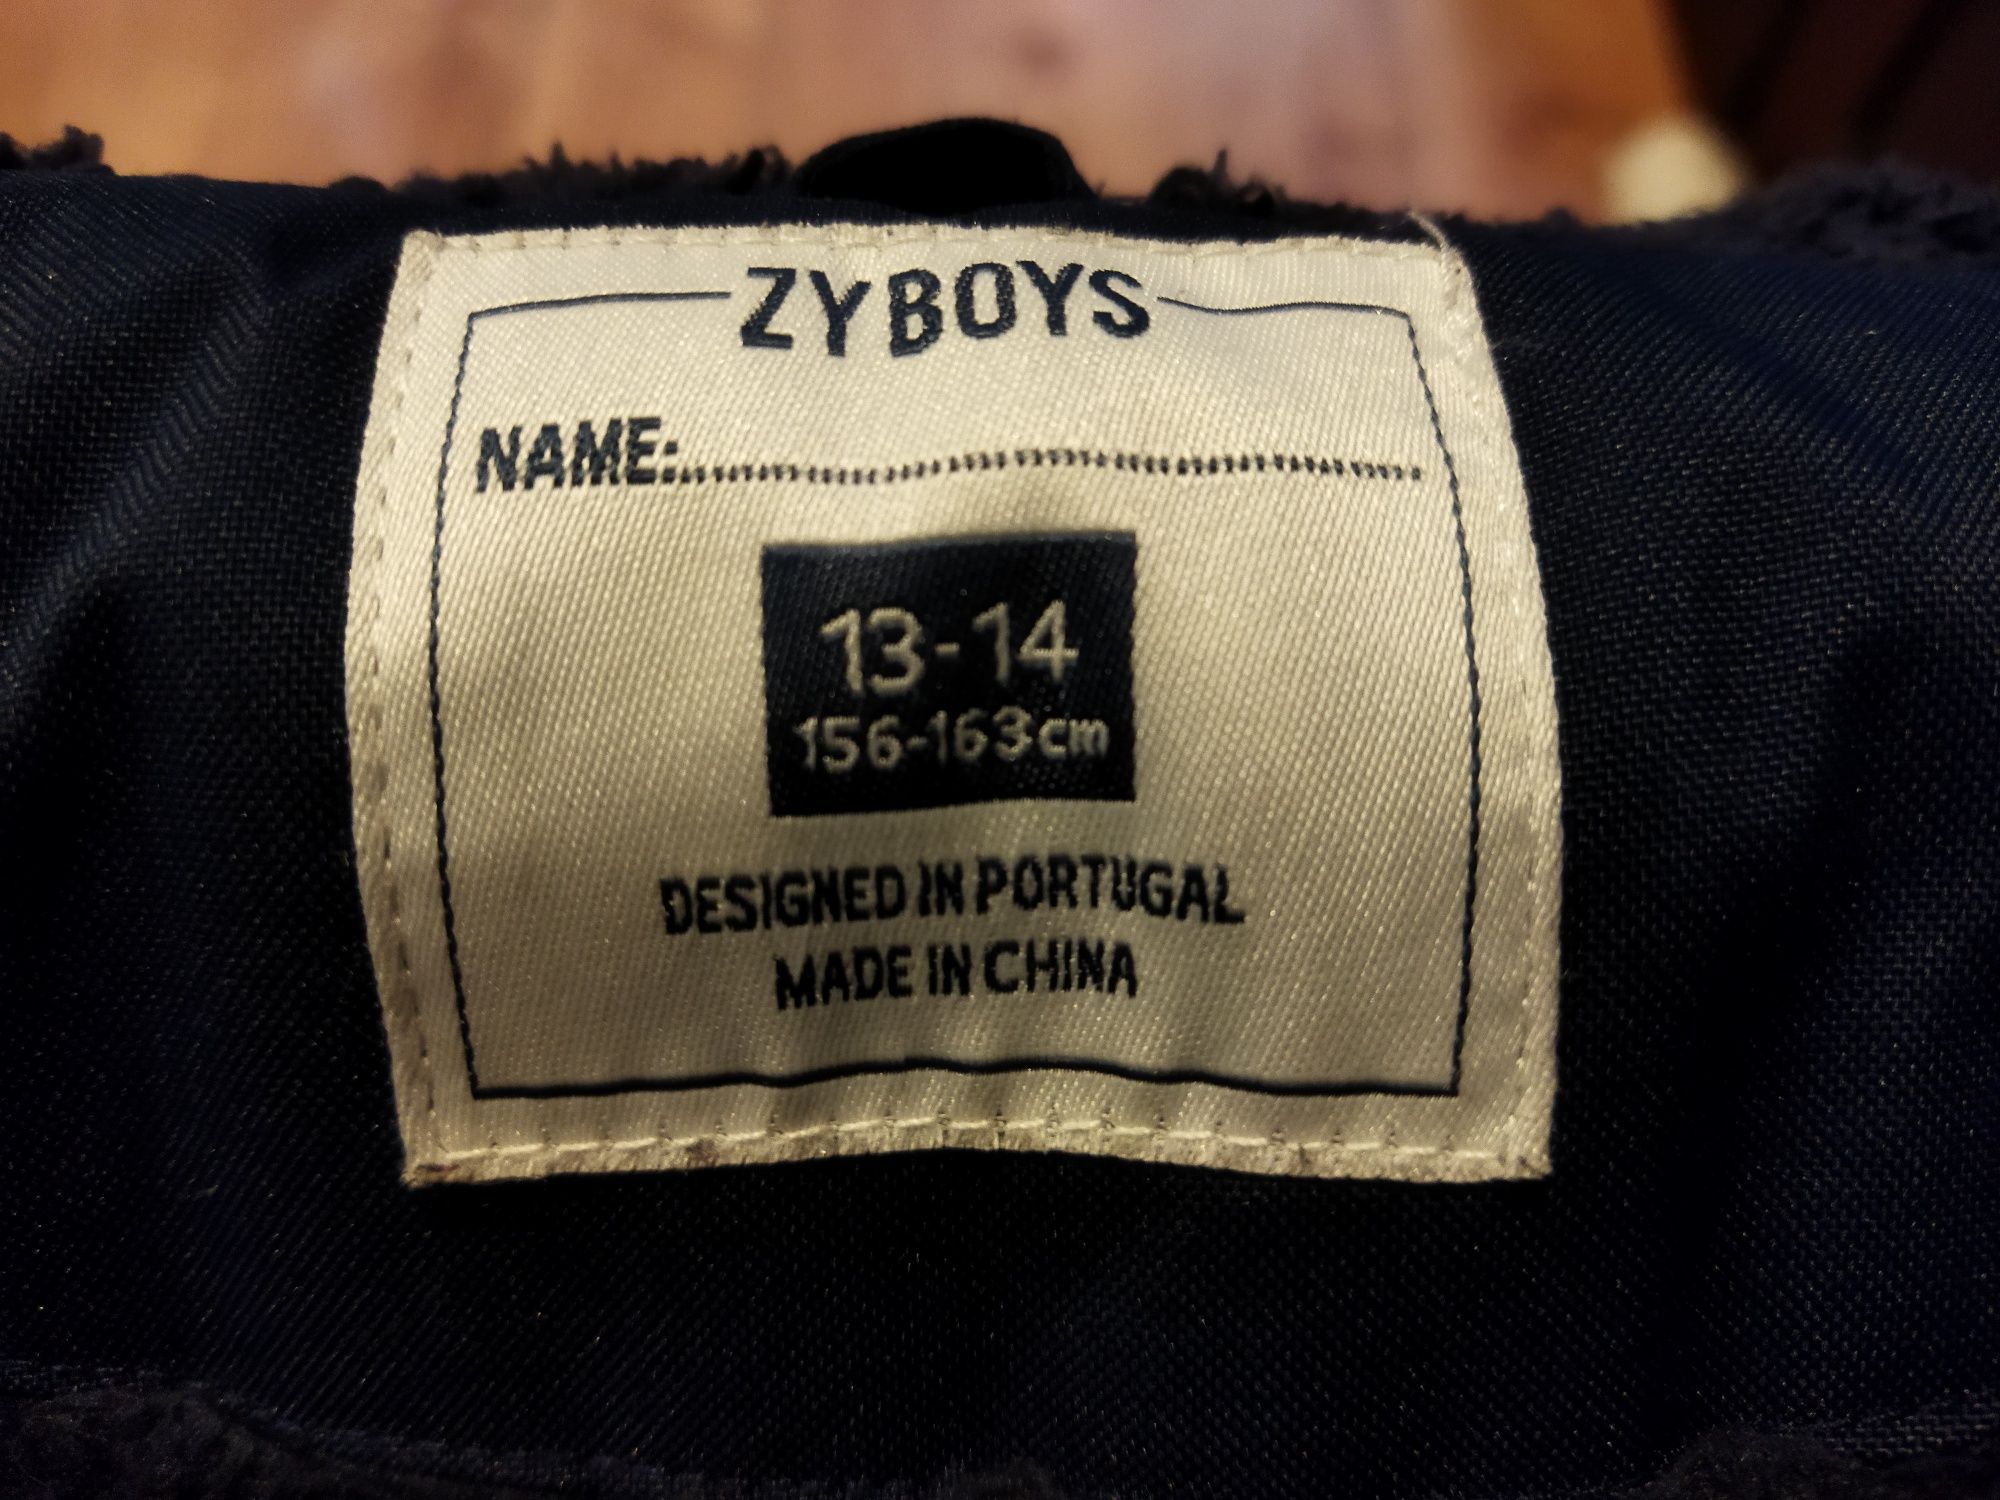 ZYBOYS
NAME:........................................................
13-14
156-163cm
DESIGNED IN PORTUGAL
MADE IN CHINA